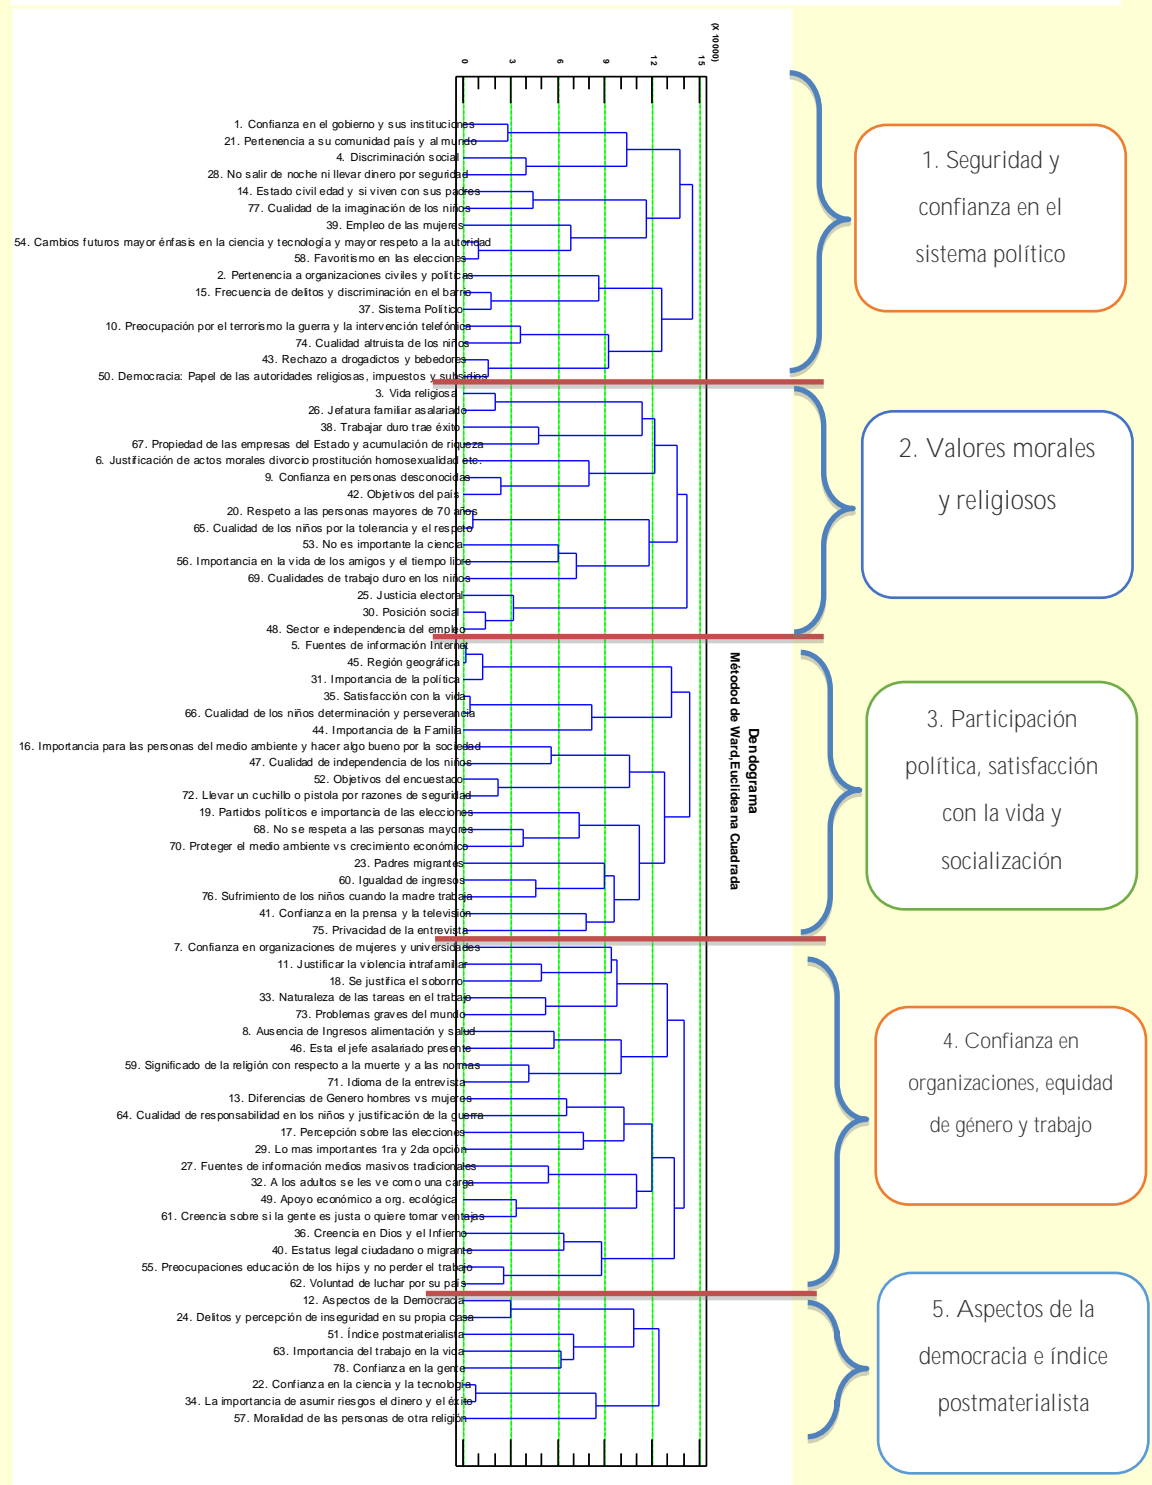 (X 10000)
0 3 6 9 12 15
1. Confianza en el gobierno y sus instituciones
21. Pertenencia a su comunidad país y al mundo
4. Discriminación social
28. No salir de noche ni llevar dinero por seguridad
14. Estado civil edad y si viven con sus padres
77. Cualidad de la imaginación de los niños
39. Empleo de las mujeres
54. Cambios futuros mayor énfasis en la ciencia y tecnología y mayor respeto a la autoridad
58. Favoritismo en las elecciones
2. Pertenencia a organizaciones civiles y políticas
15. Frecuencia de delitos y discriminación en el barrio
37. Sistema Político
10. Preocupación por el terrorismo la guerra y la intervención telefónica
74. Cualidad altruista de los niños
43. Rechazo a drogadictos y bebedores
50. Democracia: Papel de las autoridades religiosas, impuestos y subsidios
3. Vida religiosa
26. Jefatura familiar asalariado
38. Trabajar duro trae éxito
67. Propiedad de las empresas del Estado y acumulación de riqueza
6. Justificación de actos morales divorcio prostitución homosexualidad etc.
9. Confianza en personas desconocidas
42. Objetivos del país
20. Respeto a las personas mayores de 70 años
65. Cualidad de los niños por la tolerancia y el respeto
53. No es importante la ciencia
56. Importancia en la vida de los amigos y el tiempo libre
69. Cualidades de trabajo duro en los niños
25. Justicia electoral
30. Posición social
48. Sector e independencia del empleo
5. Fuentes de información Internet
45. Región geográfica
31. Importancia de la política
35. Satisfacción con la vida
66. Cualidad de los niños determinación y perseverancia
44. Importancia de la Familia
16. Importancia para las personas del medio ambiente y hacer algo bueno por la sociedad
47. Cualidad de independencia de los niños
52. Objetivos del encuestado
72. Llevar un cuchillo o pistola por razones de seguridad
19. Partidos políticos e importancia de las elecciones
68. No se respeta a las personas mayores
70. Proteger el medio ambiente vs crecimiento económico
23. Padres migrantes
60. Igualdad de ingresos
76. Sufrimiento de los niños cuando la madre trabaja
41. Confianza en la prensa y la televisión
75. Privacidad de la entrevista
7. Confianza en organizaciones de mujeres y universidades
11. Justificar la violencia intrafamiliar
18. Se justifica el soborno
33. Naturaleza de las tareas en el trabajo
73. Problemas graves del mundo
8. Ausencia de Ingresos alimentación y salud
46. Esta el jefe asalariado presente
59. Significado de la religión con respecto a la muerte y a las normas
71. Idioma de la entrevista
13. Diferencias de Genero hombres vs mujeres
64. Cualidad de responsabilidad en los niños y justificación de la guerra
17. Percepción sobre las elecciones
29. Lo mas importantes 1ra y 2da opción
27. Fuentes de información medios masivos tradicionales
32. A los adultos se les ve como una carga
49. Apoyo económico a org. ecológica
61. Creencia sobre si la gente es justa o quiere tomar ventajas
36. Creencia en Dios y el Infierno
40. Estatus legal ciudadano o migrante
55. Preocupaciones educación de los hijos y no perder el trabajo
62. Voluntad de luchar por su país
12. Aspectos de la Democracia
24. Delitos y percepción de inseguridad en su propia casa
51. Índice postmaterialista
63. Importancia del trabajo en la vida
78. Confianza en la gente
22. Confianza en la ciencia y la tecnología
34. La importancia de asumir riesgos el dinero y el éxito
57. Moralidad de las personas de otra religión
Dendograma
Métodod de Ward,Euclideana Cuadrada
1. Seguridad y
confianza en el
sistema político
2. Valores morales
y religiosos
3. Participación
política, satisfacción
con la vida y
socialización
4. Confianza en
organizaciones, equidad
de género y trabajo
5. Aspectos de la
democracia e índice
postmaterialista